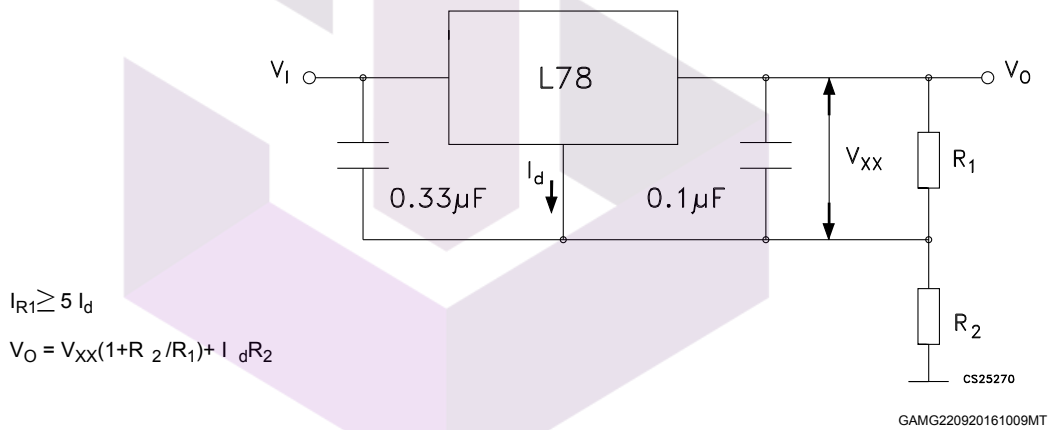 L78
V_I
V_O
I_d
V_XX
R_1
0.33µF
0.1µF
I_R1 ≥ 5 I_d
R_2
V_O = V_XX(1+R_2/R_1)+ I_dR_2
CS25270
GAMG220920161009MT